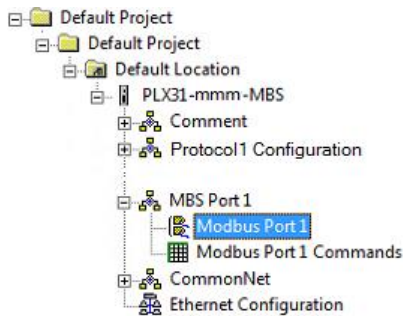 Default Project
Default Project
Default Location
PLX31-mmm-MBS
Comment
Protocol1 Configuration
MBS Port 1
Modbus Port 1
Modbus Port 1 Commands
CommonNet
Ethernet Configuration